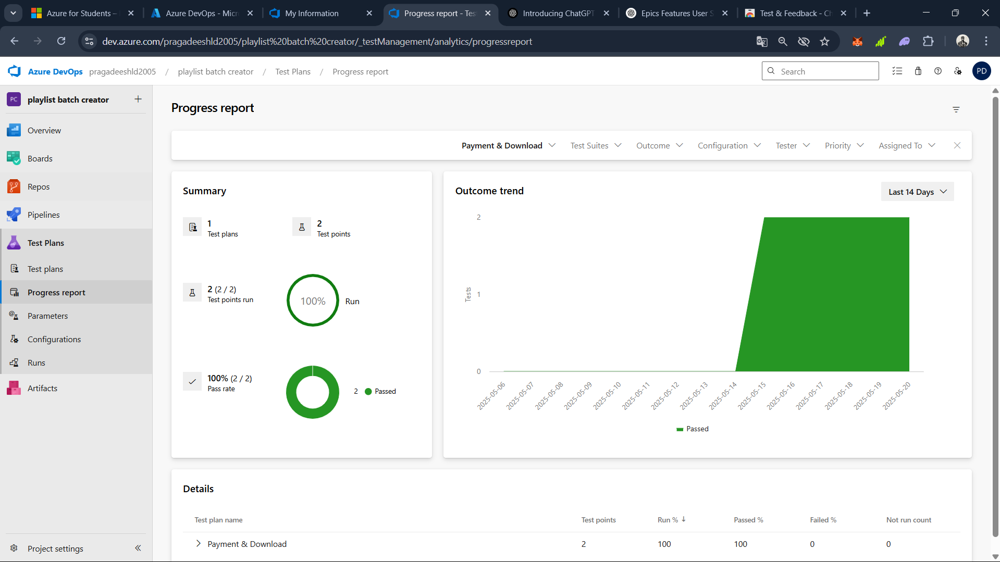 Azure for Students –
Azure DevOps - Micr
My Information
Progress report - Tes
Introducing ChatGPT
Epics Features User S
Test & Feedback - Ch
dev.azure.com/pragadeeshld2005/playlist%20batch%20creator/_testManagement/analytics/progressreport
Azure DevOps pragadeeshld2005 / playlist batch creator / Test Plans / Progress report
Search
PD
PC playlist batch creator
Overview
Boards
Repos
Pipelines
Test Plans
Test plans
Progress report
Parameters
Configurations
Runs
Artifacts
Project settings
Progress report
Payment & Download Test Suites Outcome Configuration Tester Priority Assigned To
Summary
1
Test plans
2
Test points
2 (2 / 2)
Test points run
100%
Run
100% (2 / 2)
Pass rate
2 Passed
Outcome trend
Last 14 Days
2
1
0
Tests
2025-05-06
2025-05-07
2025-05-08
2025-05-09
2025-05-10
2025-05-11
2025-05-12
2025-05-13
2025-05-14
2025-05-15
2025-05-16
2025-05-17
2025-05-18
2025-05-19
2025-05-20
Passed
Details
Test plan name Test points Run % Passed % Failed % Not run count
Payment & Download 2 100 100 0 0